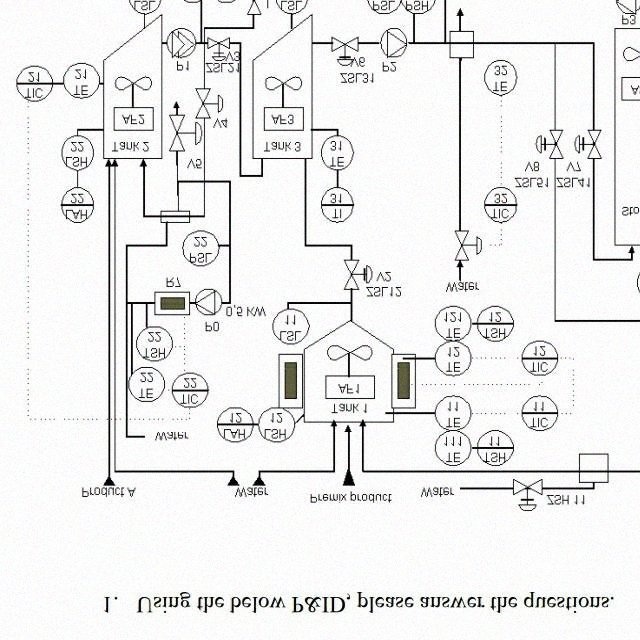 1. Using the below P&ID, please answer the questions.
Product A
Water
Premix product
Water
ZSH 11
Water
TE
111
TSH
11
LAH
12
LSH
12
Tank 1
AF1
TE
11
TIC
11
TIC
22
TE
22
TSH
22
TE
12
TIC
12
TE
121
TSH
12
LSL
11
P0
0,5 kW
R7
ZSL12
V2
Water
PSL
22
LAH
22
TI
31
TIC
32
LSH
22
TE
31
V5
V4
ZSL51
V8
ZSL41
V7
Tank 2
AF2
Tank 3
AF3
TIC
21
TE
21
TE
32
P1
ZSL21
V3
ZSL31
V6
P2
P3
LSL
LSL
PSL
PSH